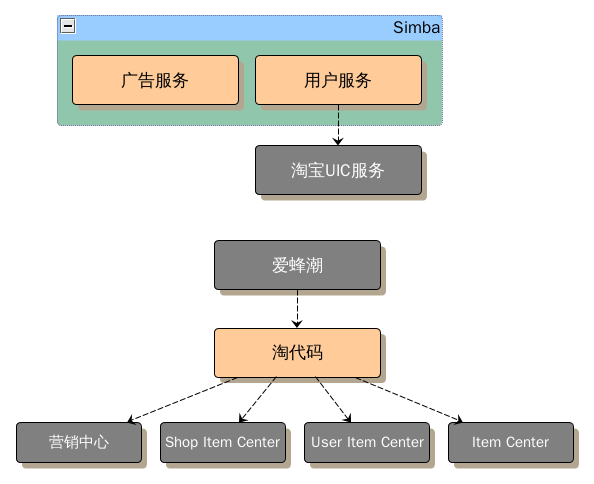 Simba
广告服务
用户服务
淘宝UIC服务
爱蜂潮
淘代码
营销中心
Shop Item Center
User Item Center
Item Center